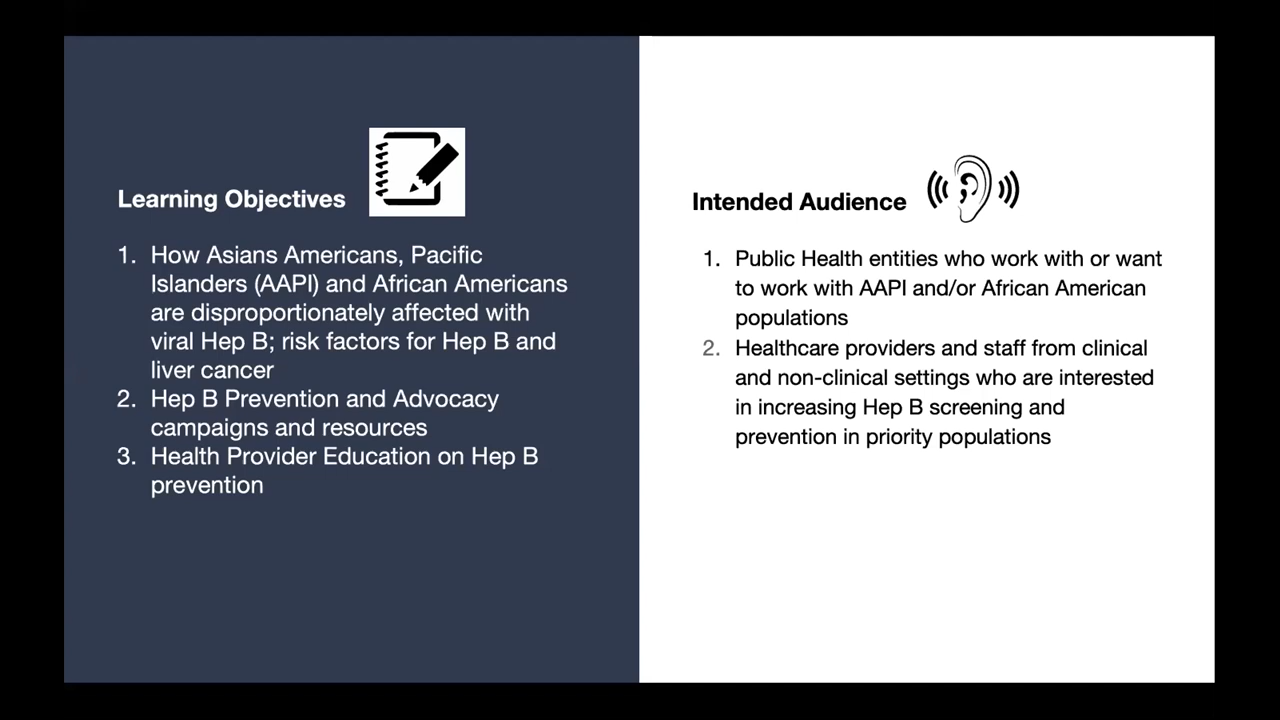 Learning Objectives
1. How Asians Americans, Pacific
Islanders (AAPI) and African Americans
are disproportionately affected with
viral Hep B; risk factors for Hep B and
liver cancer
2. Hep B Prevention and Advocacy
campaigns and resources
3. Health Provider Education on Hep B
prevention
Intended Audience
1. Public Health entities who work with or want
to work with AAPI and/or African American
populations
2. Healthcare providers and staff from clinical
and non-clinical settings who are interested
in increasing Hep B screening and
prevention in priority populations